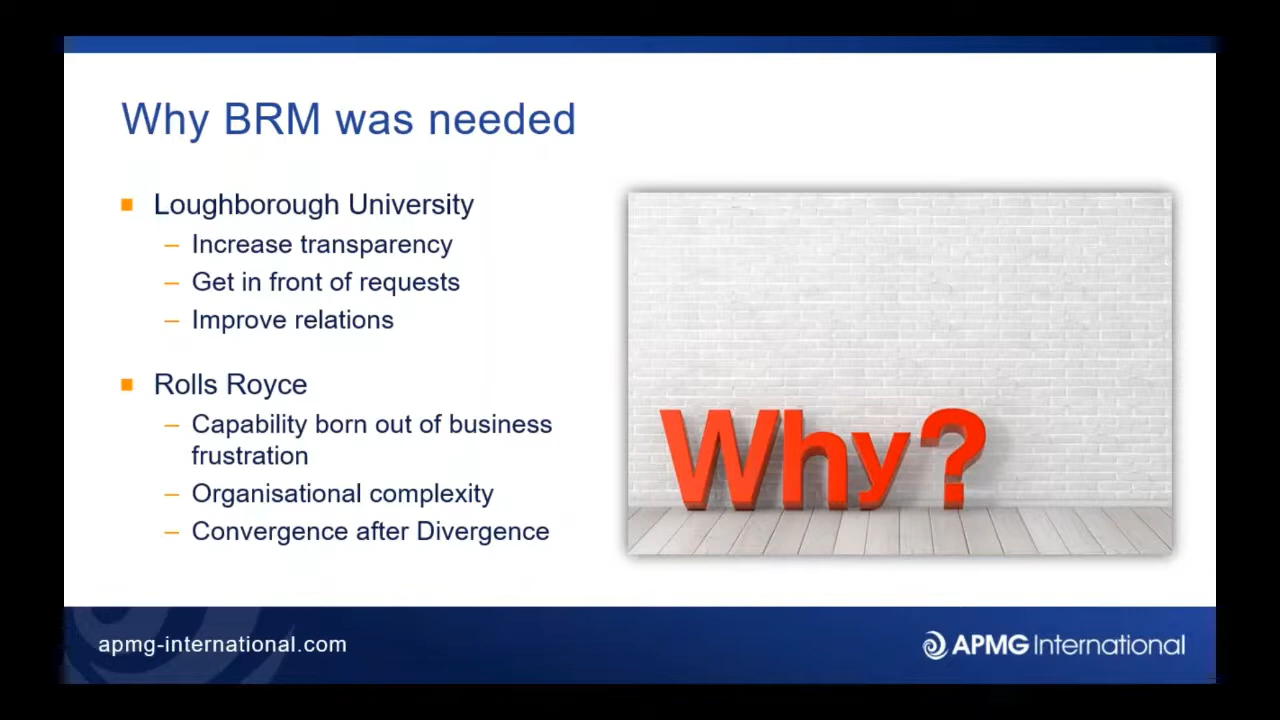 Why BRM was needed
Loughborough University
– Increase transparency
– Get in front of requests
– Improve relations
Rolls Royce
– Capability born out of business
frustration
– Organisational complexity
– Convergence after Divergence
Why?
apmg-international.com
APMG International